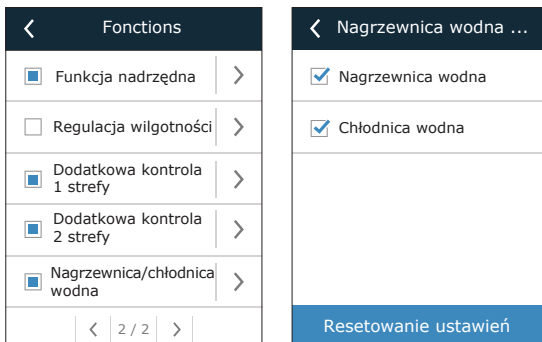 Fonctions
Funkcja nadrzędna
Regulacja wilgotności
Dodatkowa kontrola
1 strefy
Dodatkowa kontrola
2 strefy
Nagrzewnica/chłodnica
wodna
2 / 2
Nagrzewnica wodna ...
Nagrzewnica wodna
Chłodnica wodna
Resetowanie ustawień